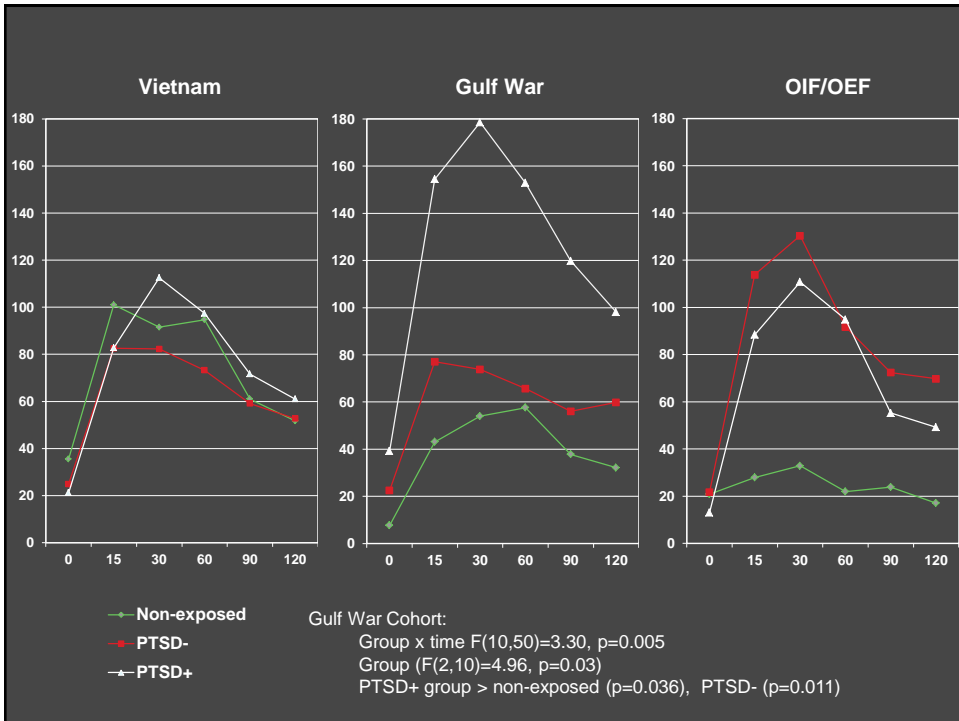 Vietnam
Gulf War
OIF/OEF
180
160
140
120
100
80
60
40
20
0
0 15 30 60 90 120
180
160
140
120
100
80
60
40
20
0
0 15 30 60 90 120
180
160
140
120
100
80
60
40
20
0
0 15 30 60 90 120
Non-exposed
PTSD-
PTSD+
Gulf War Cohort:
Group x time F(10,50)=3.30, p=0.005
Group (F(2,10)=4.96, p=0.03)
PTSD+ group > non-exposed (p=0.036), PTSD- (p=0.011)